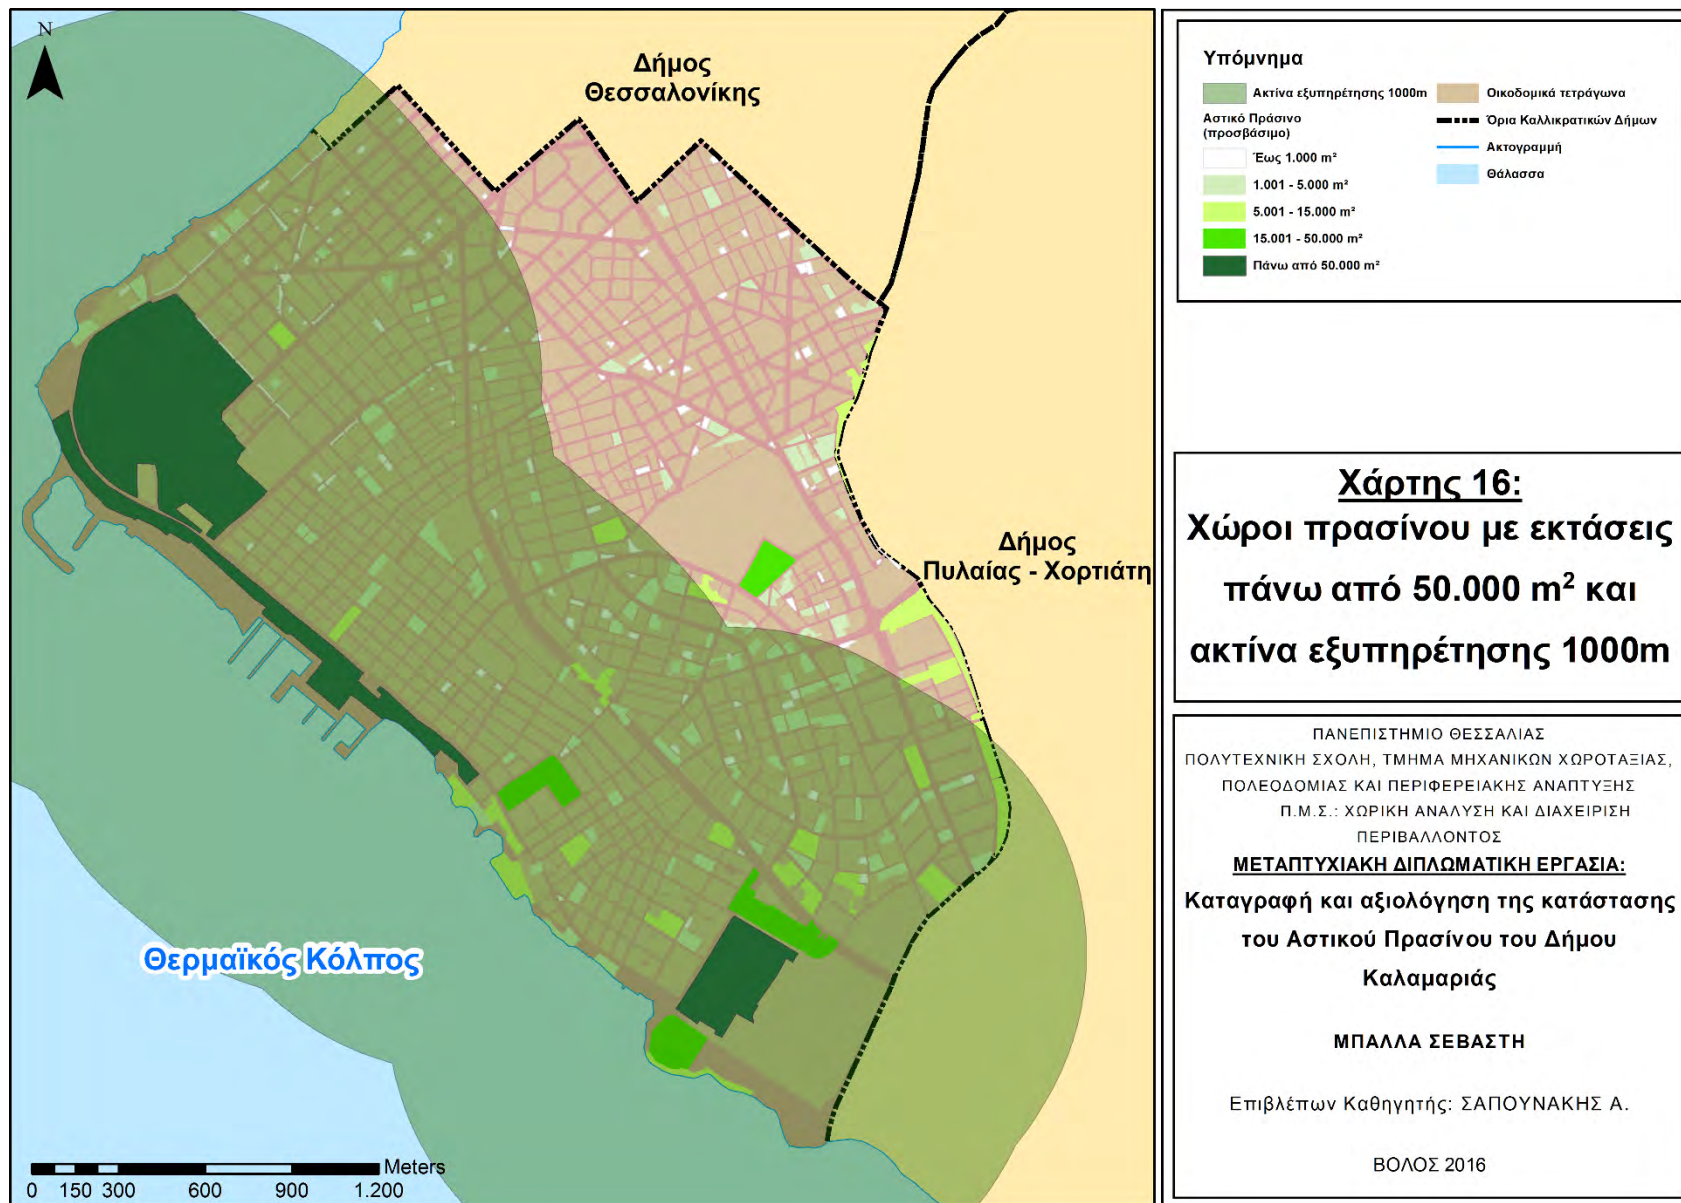 N
Δήμος
Θεσσαλονίκης
Δήμος
Πυλαίας - Χορτιάτη
Θερμαϊκός Κόλπος
Meters
0 150 300 600 900 1.200
Υπόμνημα
Ακτίνα εξυπηρέτησης 1000m
Αστικό Πράσινο
(προσβάσιμο)
Έως 1.000 m²
1.001 - 5.000 m²
5.001 - 15.000 m²
15.001 - 50.000 m²
Πάνω από 50.000 m²
Οικοδομικά τετράγωνα
Όρια Καλλικρατικών Δήμων
Ακτογραμμή
Θάλασσα
Χάρτης 16:
Χώροι πρασίνου με εκτάσεις
πάνω από 50.000 m² και
ακτίνα εξυπηρέτησης 1000m
ΠΑΝΕΠΙΣΤΗΜΙΟ ΘΕΣΣΑΛΙΑΣ
ΠΟΛΥΤΕΧΝΙΚΗ ΣΧΟΛΗ, ΤΜΗΜΑ ΜΗΧΑΝΙΚΩΝ ΧΩΡΟΤΑΞΙΑΣ,
ΠΟΛΕΟΔΟΜΙΑΣ ΚΑΙ ΠΕΡΙΦΕΡΕΙΑΚΗΣ ΑΝΑΠΤΥΞΗΣ
Π.Μ.Σ.: ΧΩΡΙΚΗ ΑΝΑΛΥΣΗ ΚΑΙ ΔΙΑΧΕΙΡΙΣΗ
ΠΕΡΙΒΑΛΛΟΝΤΟΣ
ΜΕΤΑΠΤΥΧΙΑΚΗ ΔΙΠΛΩΜΑΤΙΚΗ ΕΡΓΑΣΙΑ:
Καταγραφή και αξιολόγηση της κατάστασης
του Αστικού Πρασίνου του Δήμου
Καλαμαριάς
ΜΠΑΛΛΑ ΣΕΒΑΣΤΗ
Επιβλέπων Καθηγητής: ΣΑΠΟΥΝΑΚΗΣ Α.
ΒΟΛΟΣ 2016